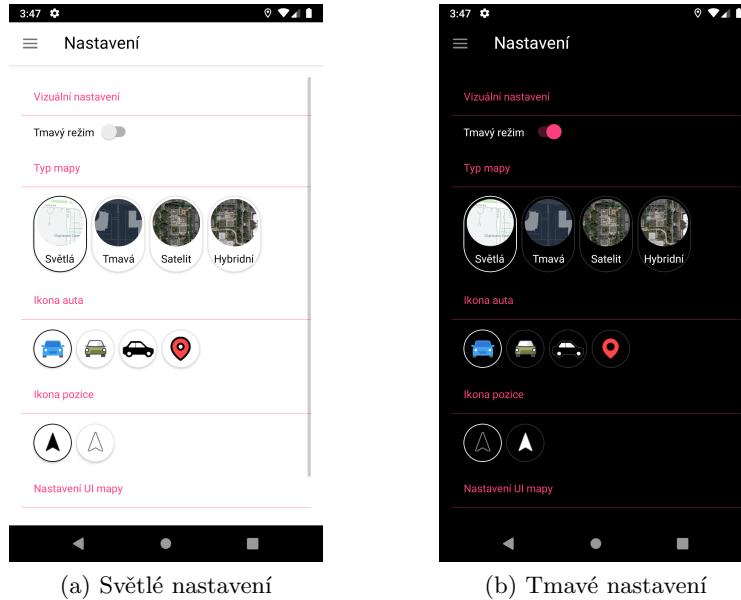 3:47
Nastavení
Vizuální nastavení
Tmavý režim
Typ mapy
Světlá Tmavá Satelit Hybridní
Ikona auta
Ikona pozice
Nastavení UI mapy
(a) Světlé nastavení
3:47
Nastavení
Vizuální nastavení
Tmavý režim
Typ mapy
Světlá Tmavá Satelit Hybridní
Ikona auta
Ikona pozice
Nastavení UI mapy
(b) Tmavé nastavení